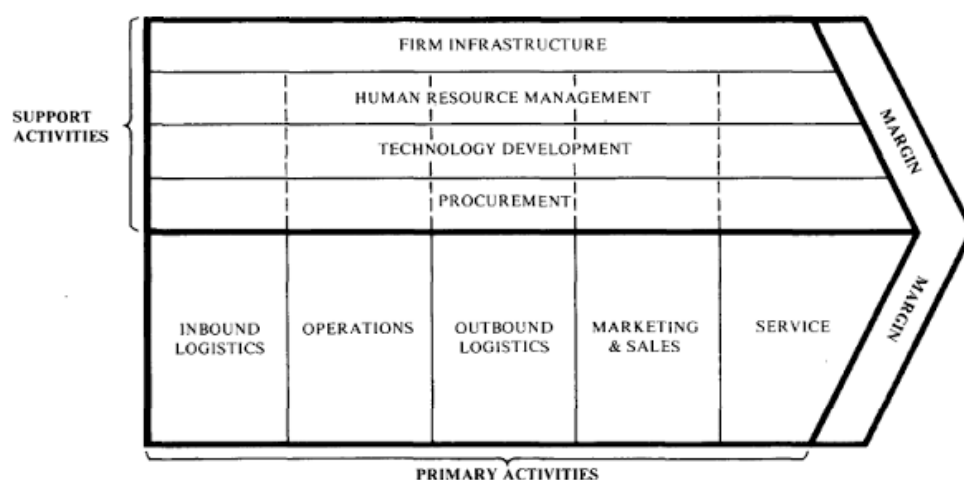 FIRM INFRASTRUCTURE
HUMAN RESOURCE MANAGEMENT
SUPPORT
ACTIVITIES
TECHNOLOGY DEVELOPMENT
PROCUREMENT
MARGIN
MARGIN
INBOUND
LOGISTICS
OPERATIONS
OUTBOUND
LOGISTICS
MARKETING
& SALES
SERVICE
PRIMARY ACTIVITIES